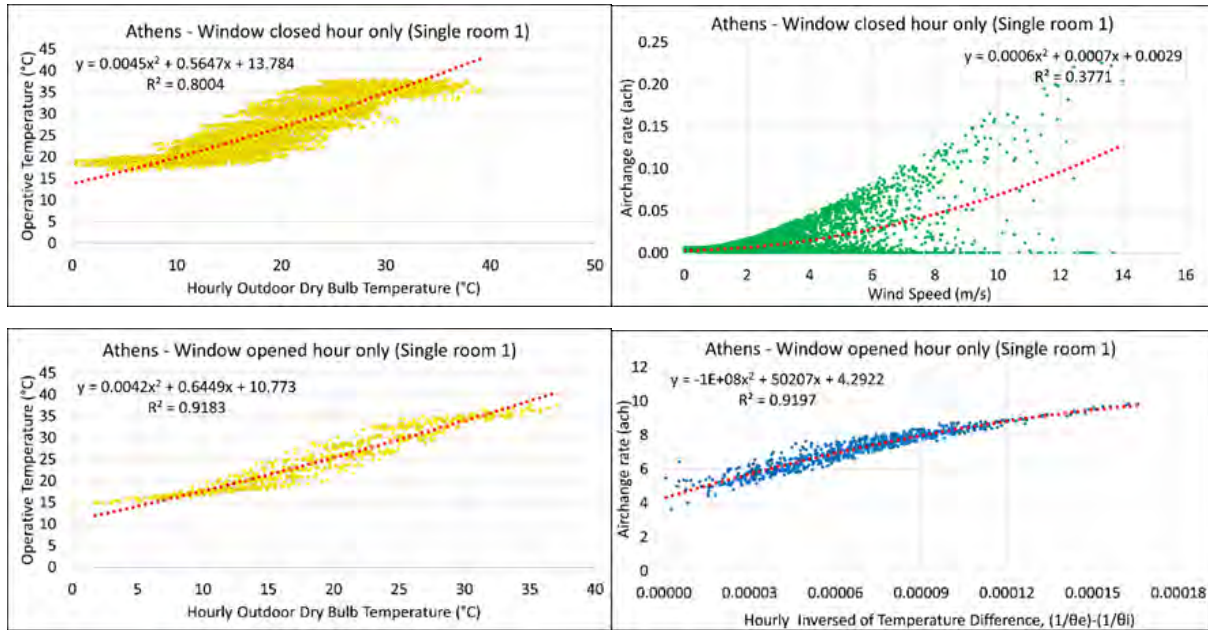 Athens - Window closed hour only (Single room 1)
y = 0.0045x² + 0.5647x + 13.784
R² = 0.8004
Operative Temperature (°C)
45
40
35
30
25
20
15
10
5
0
0 10 20 30 40 50
Hourly Outdoor Dry Bulb Temperature (°C)
Athens - Window closed hour only (Single room 1)
y = 0.0006x² + 0.0007x + 0.0029
R² = 0.3771
Airchange rate (ach)
0.25
0.20
0.15
0.10
0.05
0.00
0 2 4 6 8 10 12 14 16
Wind Speed (m/s)
Athens - Window opened hour only (Single room 1)
y = 0.0042x² + 0.6449x + 10.773
R² = 0.9183
Operative Temperature (°C)
45
40
35
30
25
20
15
10
5
0
0 5 10 15 20 25 30 35 40
Hourly Outdoor Dry Bulb Temperature (°C)
Athens - Window opened hour only (Single room 1)
y = -1E+08x² + 50207x + 4.2922
R² = 0.9197
Airchange rate (ach)
12
10
8
6
4
2
0
0.00000 0.00003 0.00006 0.00009 0.00012 0.00015 0.00018
Hourly Inversed of Temperature Difference, (1/θe)-(1/θi)